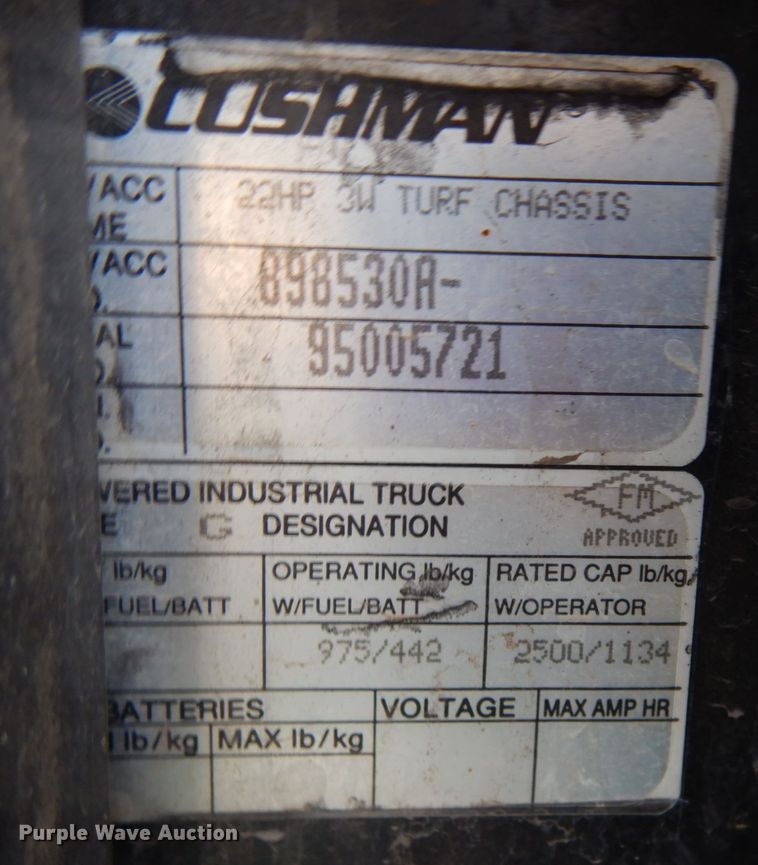 CUSHMAN
/ACC 22HP 3W TURF CHASSIS
ME
/ACC 898530A-
AL 95005721
WERED INDUSTRIAL TRUCK FM
E G DESIGNATION APPROVED
lb/kg OPERATING lb/kg RATED CAP lb/kg
FUEL/BATT W/FUEL/BATT W/OPERATOR
975/442 2500/1134
BATTERIES VOLTAGE MAX AMP HR
lb/kg MAX lb/kg
Purple Wave Auction